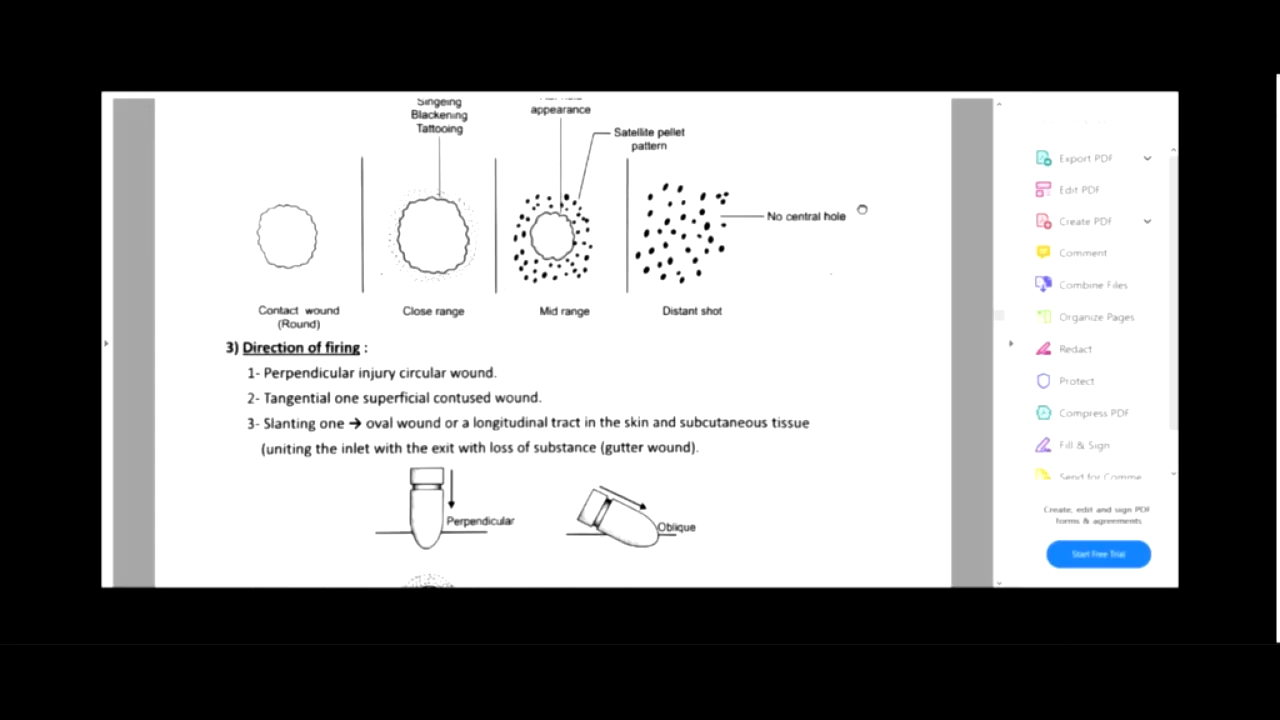 Singeing
Blackening
Tattooing
appearance
Satellite pellet
pattern
No central hole
Contact wound
(Round)
Close range
Mid range
Distant shot
3) Direction of firing :
1- Perpendicular injury circular wound.
2- Tangential one superficial contused wound.
3- Slanting one → oval wound or a longitudinal tract in the skin and subcutaneous tissue
(uniting the inlet with the exit with loss of substance (gutter wound).
Perpendicular
Oblique
Export PDF
Edit PDF
Create PDF
Comment
Combine Files
Organize Pages
Redact
Protect
Compress PDF
Fill & Sign
Send for Comme
Create, edit and sign PDF
forms & agreements
Start Free Trial